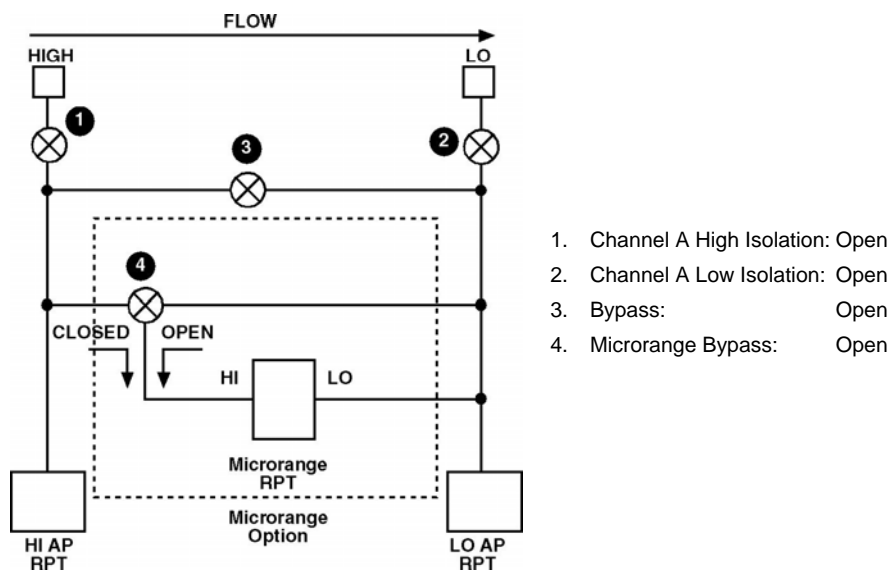 FLOW
HIGH
LO
1
2
3
4
CLOSED OPEN
HI
LO
Microrange
RPT
Microrange
Option
HI AP
RPT
LO AP
RPT
1. Channel A High Isolation: Open
2. Channel A Low Isolation: Open
3. Bypass: Open
4. Microrange Bypass: Open